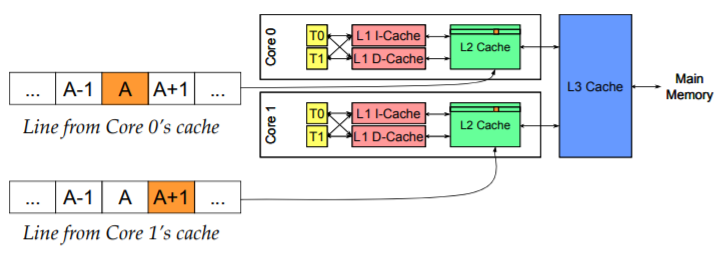 Core 0
T0
T1
L1 I-Cache
L1 D-Cache
L2 Cache
... A-1 A A+1 ...
Line from Core 0's cache
Core 1
T0
T1
L1 I-Cache
L1 D-Cache
L2 Cache
L3 Cache
Main
Memory
... A-1 A A+1 ...
Line from Core 1's cache